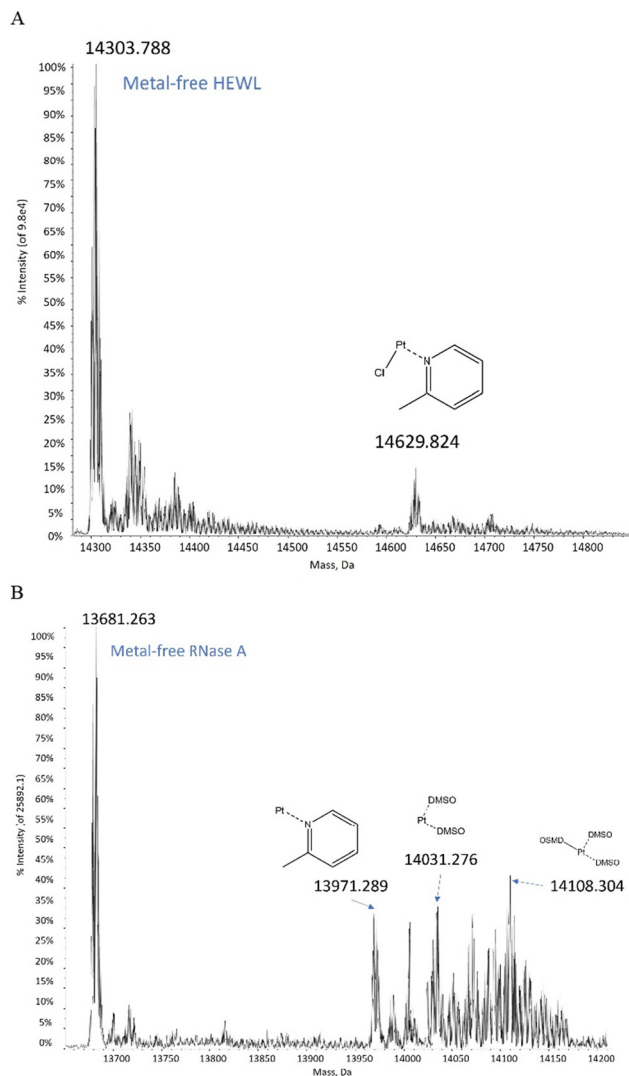 A
14303.788
Metal-free HEWL
100%
95%
90%
85%
80%
75%
70%
65%
60%
55%
50%
45%
40%
35%
30%
25%
20%
15%
10%
5%
0%
% Intensity (of 9.8e4)
Pt
Cl
N
14629.824
14300 14350 14400 14450 14500 14550 14600 14650 14700 14750 14800
Mass, Da
B
13681.263
Metal-free RNase A
100%
95%
90%
85%
80%
75%
70%
65%
60%
55%
50%
45%
40%
35%
30%
25%
20%
15%
10%
5%
0%
% Intensity (of 25892.1)
Pt
N
13971.289
DMSO
Pt
DMSO
14031.276
OSMD
DMSO
Pt
DMSO
14108.304
13700 13750 13800 13850 13900 13950 14000 14050 14100 14150 14200
Mass, Da